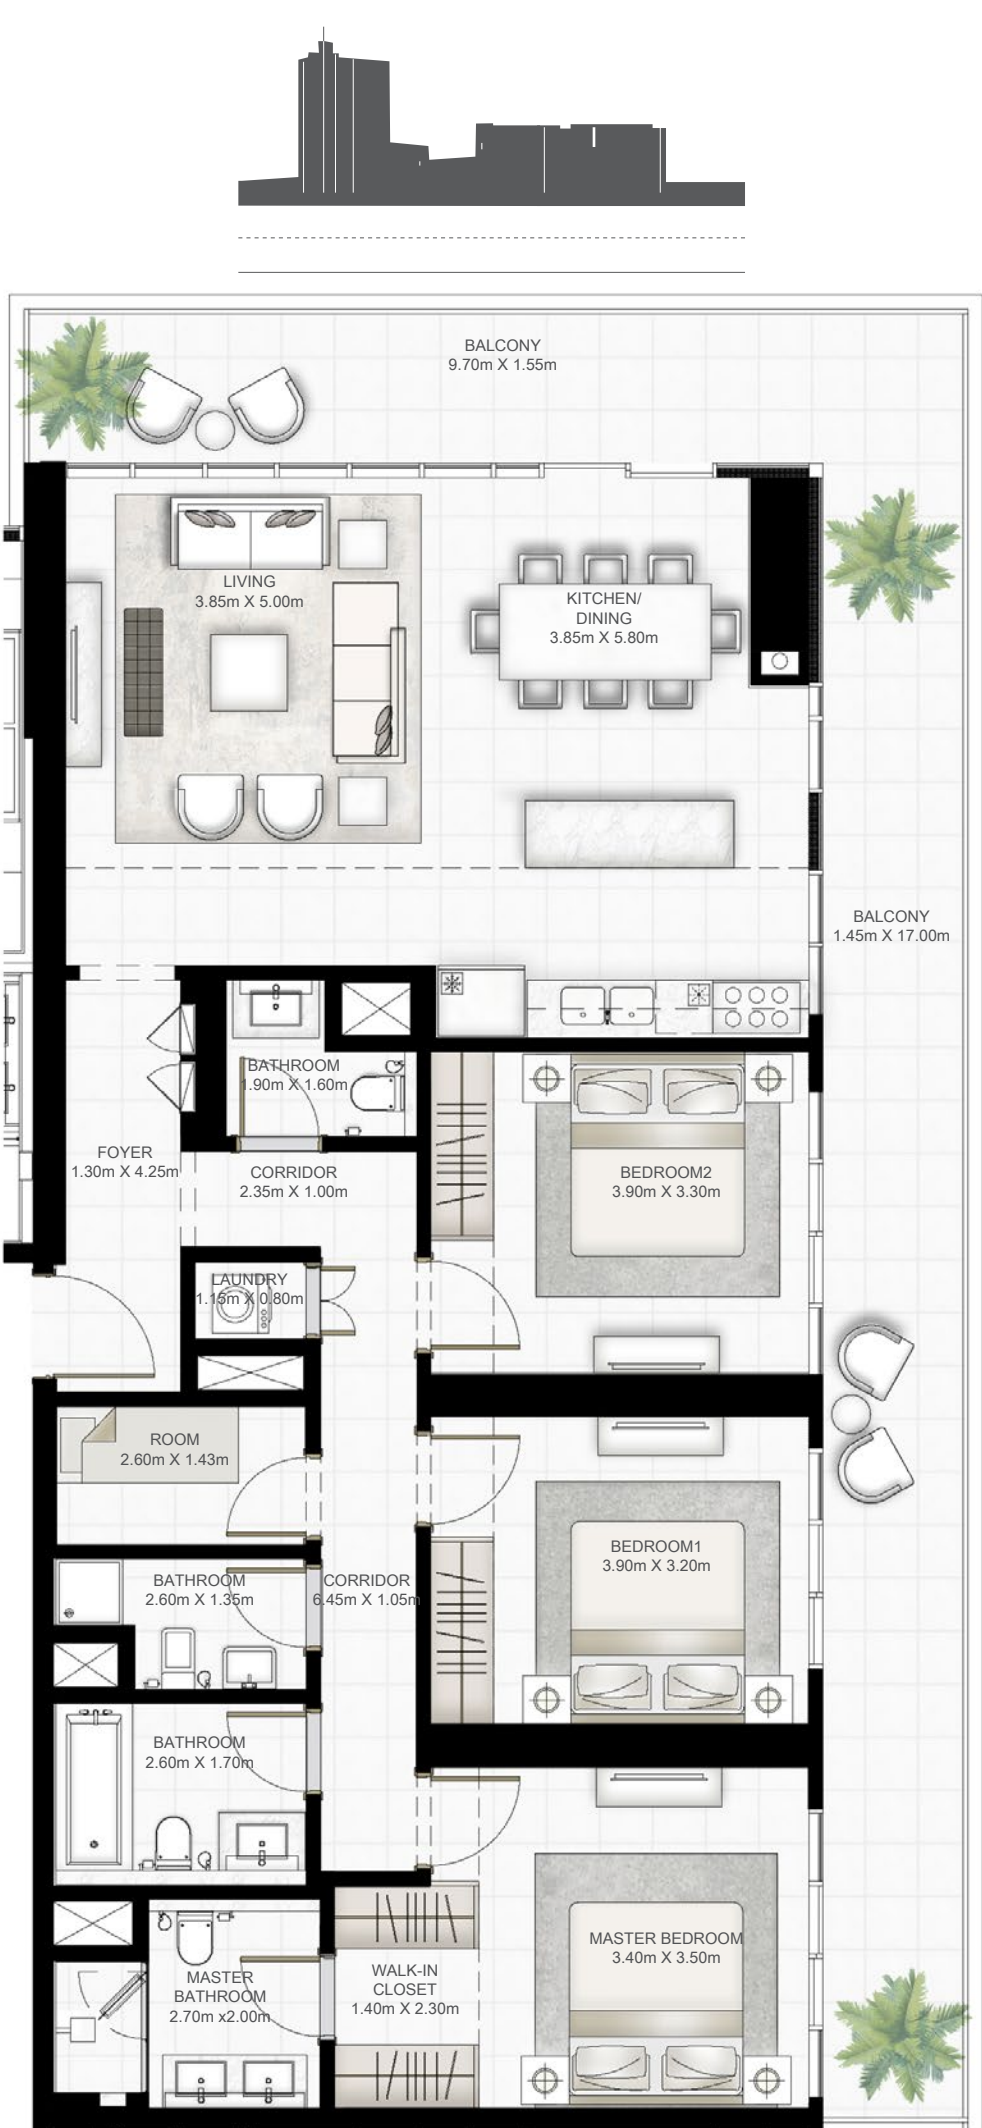 BALCONY
9.70m X 1.55m
LIVING
3.85m X 5.00m
KITCHEN/
DINING
3.85m X 5.80m
BALCONY
1.45m X 17.00m
BATHROOM
1.90m X 1.60m
FOYER
1.30m X 4.25m
CORRIDOR
2.35m X 1.00m
BEDROOM2
3.90m X 3.30m
LAUNDRY
1.15m X 0.80m
ROOM
2.60m X 1.43m
BEDROOM1
3.90m X 3.20m
BATHROOM
2.60m X 1.35m
CORRIDOR
6.45m X 1.05m
BATHROOM
2.60m X 1.70m
MASTER BEDROOM
3.40m X 3.50m
WALK-IN
CLOSET
1.40m X 2.30m
MASTER
BATHROOM
2.70m x2.00m